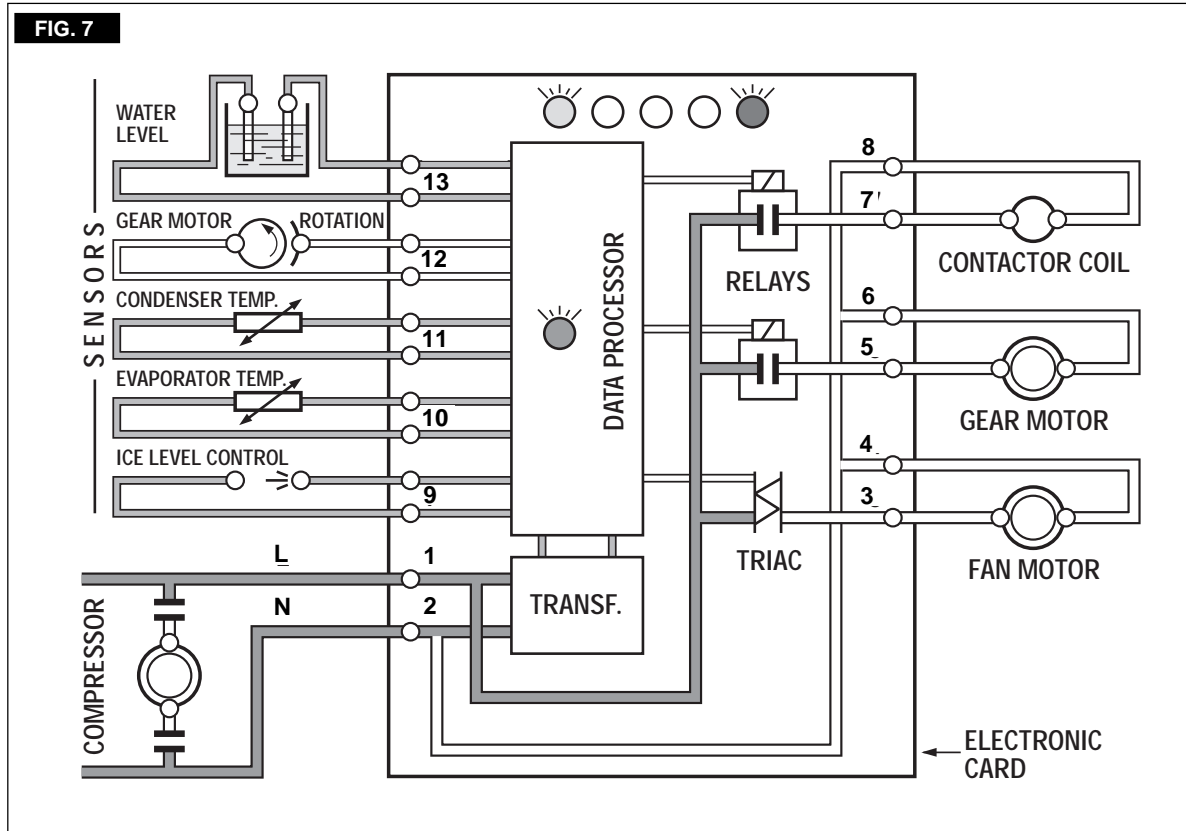 FIG. 7
WATER
LEVEL
13
GEAR MOTOR ROTATION
12
CONDENSER TEMP.
11
EVAPORATOR TEMP.
10
ICE LEVEL CONTROL
9
SENSORS
L
1
N
2
COMPRESSOR
DATA PROCESSOR
TRANSF.
RELAYS
TRIAC
8
7
CONTACTOR COIL
6
5
GEAR MOTOR
4
3
FAN MOTOR
ELECTRONIC
CARD